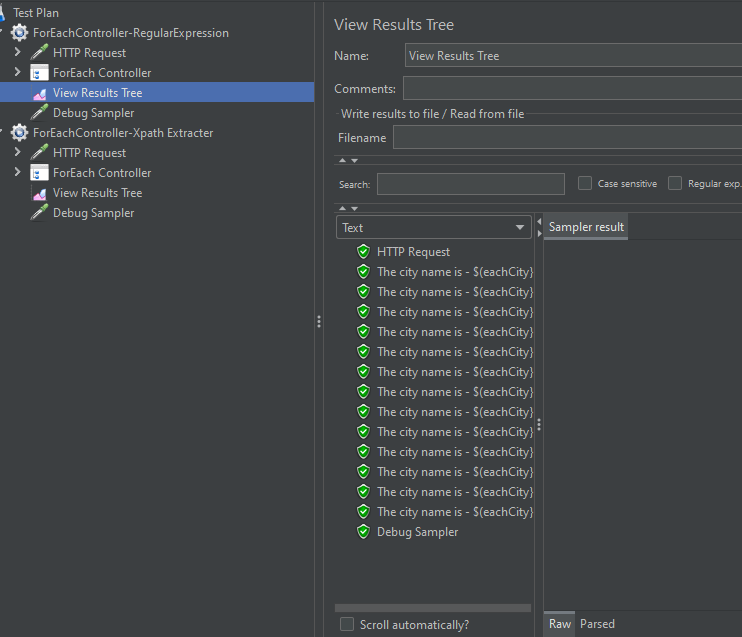 Test Plan
ForEachController-RegularExpression
HTTP Request
ForEach Controller
View Results Tree
Debug Sampler
ForEachController-Xpath Extracter
HTTP Request
ForEach Controller
View Results Tree
Debug Sampler
View Results Tree
Name: View Results Tree
Comments:
Write results to file / Read from file
Filename
Search: Case sensitive Regular exp.
Text
Sampler result
HTTP Request
The city name is - $(eachCity}
The city name is - $(eachCity}
The city name is - $(eachCity}
The city name is - $(eachCity}
The city name is - $(eachCity}
The city name is - $(eachCity}
The city name is - $(eachCity}
The city name is - $(eachCity}
The city name is - $(eachCity}
The city name is - $(eachCity}
The city name is - $(eachCity}
The city name is - $(eachCity}
The city name is - $(eachCity}
Debug Sampler
Scroll automatically?
Raw Parsed